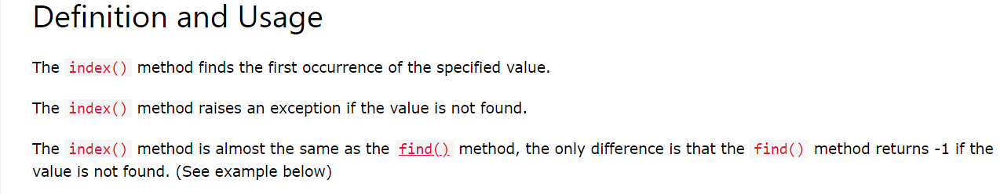 Definition and Usage
The index() method finds the first occurrence of the specified value.
The index() method raises an exception if the value is not found.
The index() method is almost the same as the find() method, the only difference is that the find() method returns -1 if the
value is not found. (See example below)